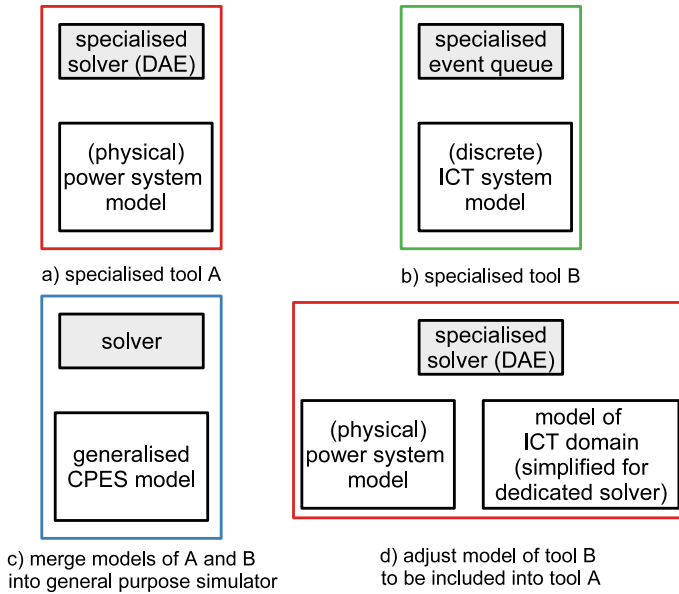 specialised
solver (DAE)
(physical)
power system
model
a) specialised tool A
specialised
event queue
(discrete)
ICT system
model
b) specialised tool B
solver
generalised
CPES model
c) merge models of A and B
into general purpose simulator
specialised
solver (DAE)
(physical)
power system
model
model of
ICT domain
(simplified for
dedicated solver)
d) adjust model of tool B
to be included into tool A